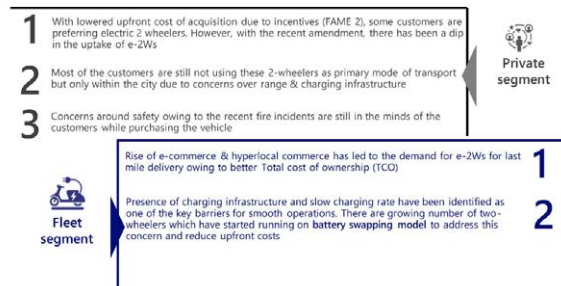 1
With lowered upfront cost of acquisition due to incentives (FAME 2), some customers are
preferring electric 2 wheelers. However, with the recent amendment, there has been a dip
in the uptake of e-2Ws
2
Most of the customers are still not using these 2-wheelers as primary mode of transport
but only within the city due to concerns over range & charging infrastructure
3
Concerns around safety owing to the recent fire incidents are still in the minds of the
customers while purchasing the vehicle
Private
segment
Rise of e-commerce & hyperlocal commerce has led to the demand for e-2Ws for last
mile delivery owing to better Total cost of ownership (TCO)
1
Presence of charging infrastructure and slow charging rate have been identified as
one of the key barriers for smooth operations. There are growing number of two-
wheelers which have started running on battery swapping model to address this
concern and reduce upfront costs
2
Fleet
segment